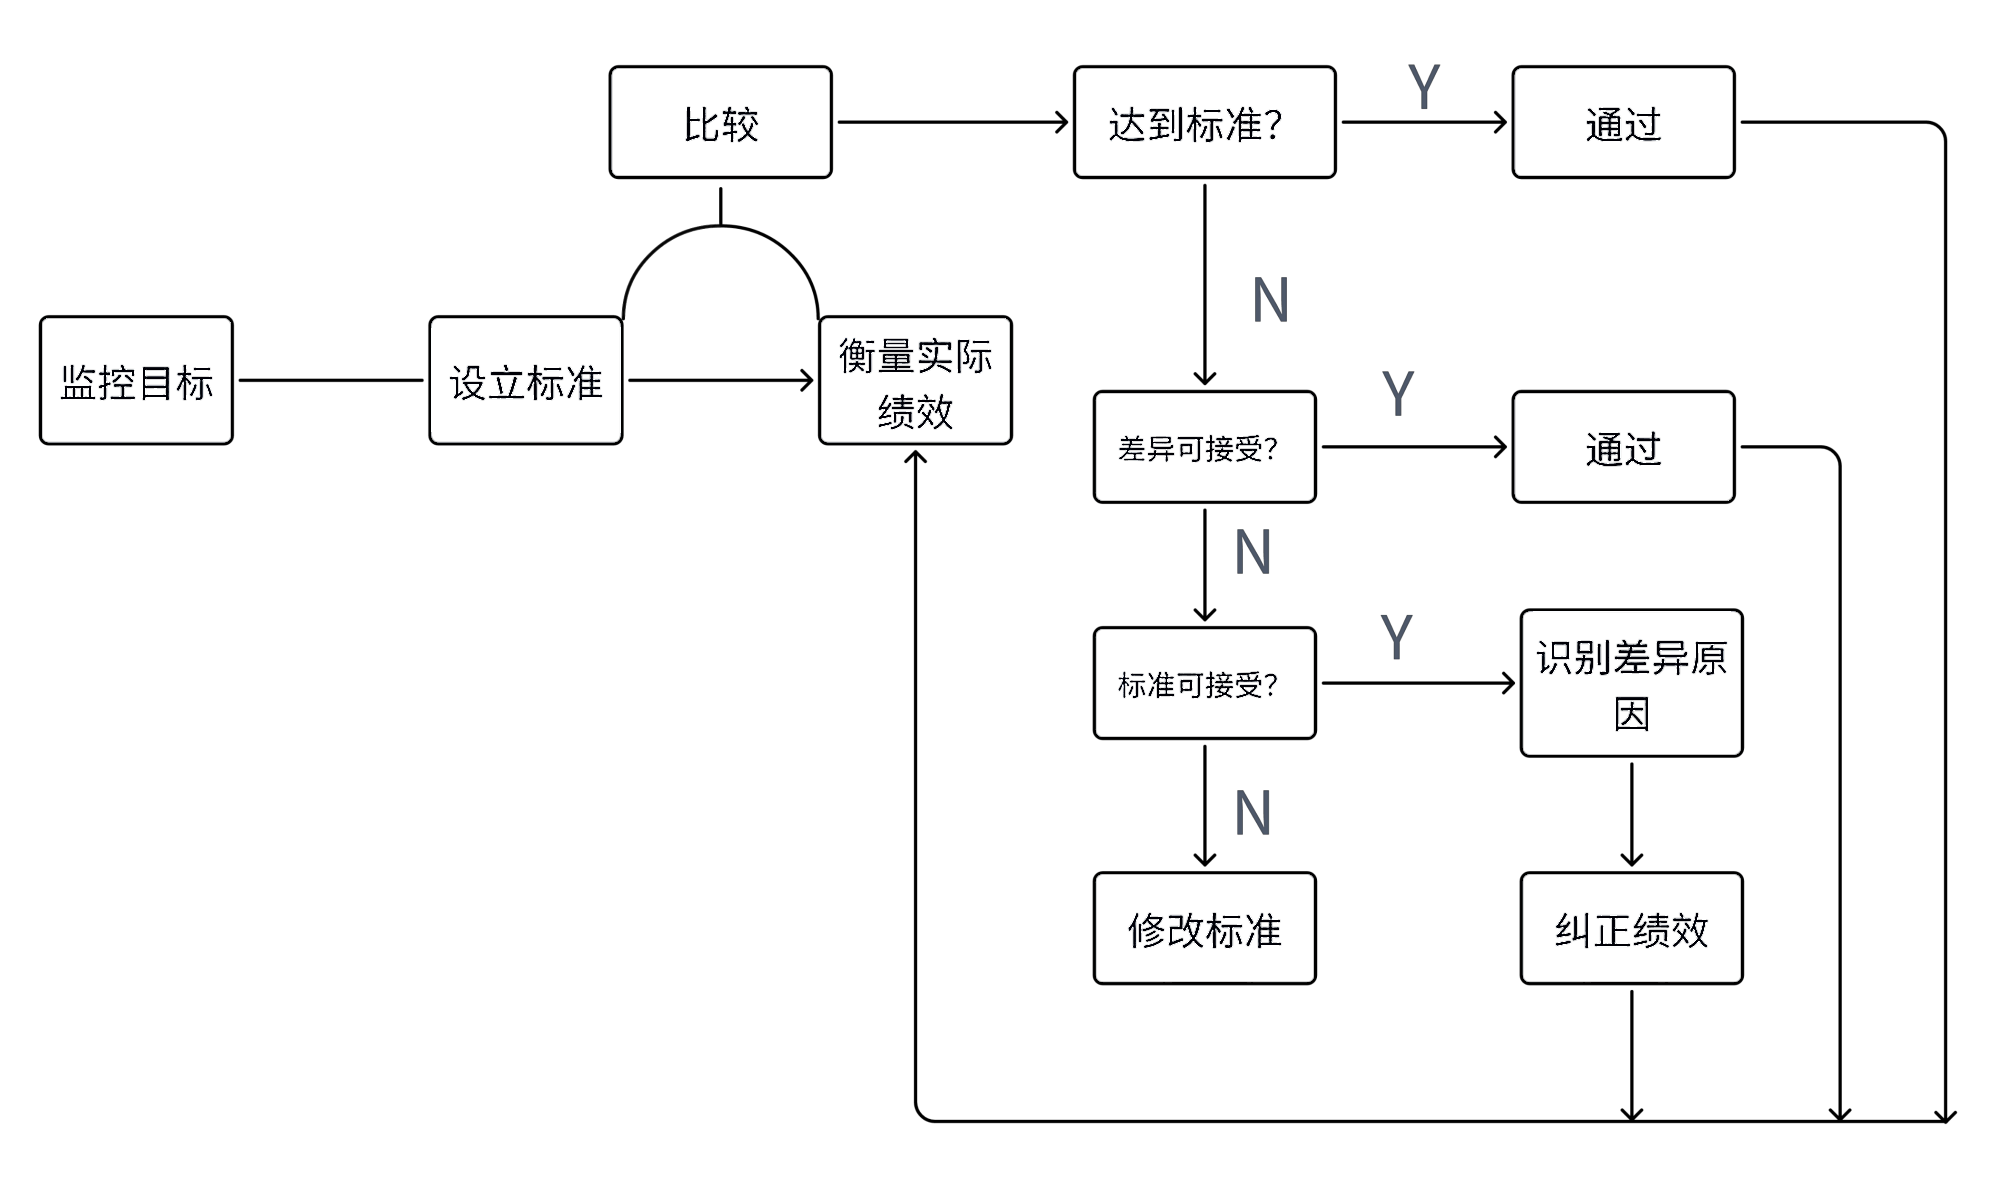 比较
达到标准?
Y
通过
N
监控目标
设立标准
衡量实际
绩效
差异可接受?
Y
通过
N
标准可接受?
Y
识别差异原
因
N
修改标准
纠正绩效